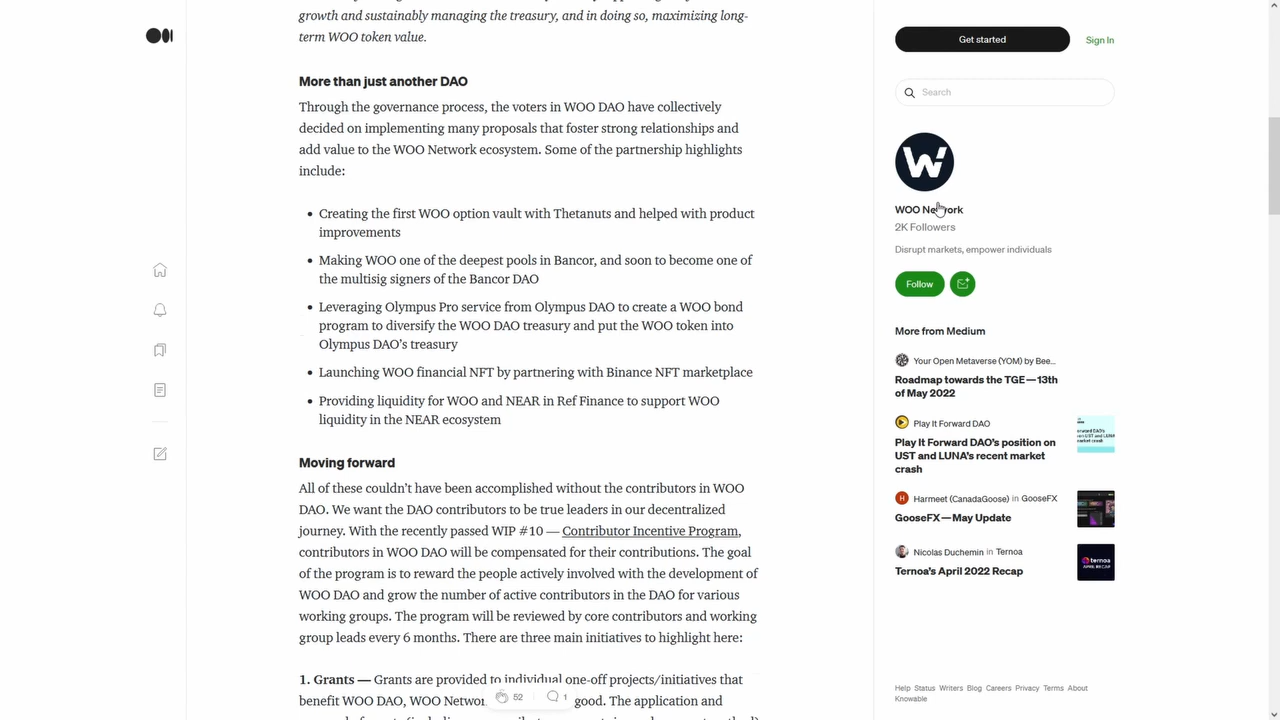 growth and sustainably managing the treasury, and in doing so, maximizing long-
term WOO token value.
More than just another DAO
Through the governance process, the voters in WOO DAO have collectively
decided on implementing many proposals that foster strong relationships and
add value to the WOO Network ecosystem. Some of the partnership highlights
include:
• Creating the first WOO option vault with Thetanuts and helped with product
improvements
• Making WOO one of the deepest pools in Bancor, and soon to become one of
the multisig signers of the Bancor DAO
• Leveraging Olympus Pro service from Olympus DAO to create a WOO bond
program to diversify the WOO DAO treasury and put the WOO token into
Olympus DAO’s treasury
• Launching WOO financial NFT by partnering with Binance NFT marketplace
• Providing liquidity for WOO and NEAR in Ref Finance to support WOO
liquidity in the NEAR ecosystem
Moving forward
All of these couldn’t have been accomplished without the contributors in WOO
DAO. We want the DAO contributors to be true leaders in our decentralized
journey. With the recently passed WIP #10 — Contributor Incentive Program,
contributors in WOO DAO will be compensated for their contributions. The goal
of the program is to reward the people actively involved with the development of
WOO DAO and grow the number of active contributors in the DAO for various
working groups. The program will be reviewed by core contributors and working
group leads every 6 months. There are three main initiatives to highlight here:
1. Grants — Grants are provided to individual one-off projects/initiatives that
benefit WOO DAO, WOO Networ good. The application and
52 1
Get started
Sign In
Search
W
WOO Network
2K Followers
Disrupt markets, empower individuals
Follow
More from Medium
Your Open Metaverse (YOM) by Bee...
Roadmap towards the TGE — 13th
of May 2022
Play It Forward DAO
Play It Forward DAO’s position on
UST and LUNA’s recent market
crash
H Harmeet (CanadaGoose) in GooseFX
GooseFX — May Update
Nicolas Duchemin in Ternoa
Ternoa’s April 2022 Recap
ternoa
APRIL RECAP
Help Status Writers Blog Careers Privacy Terms About
Knowable